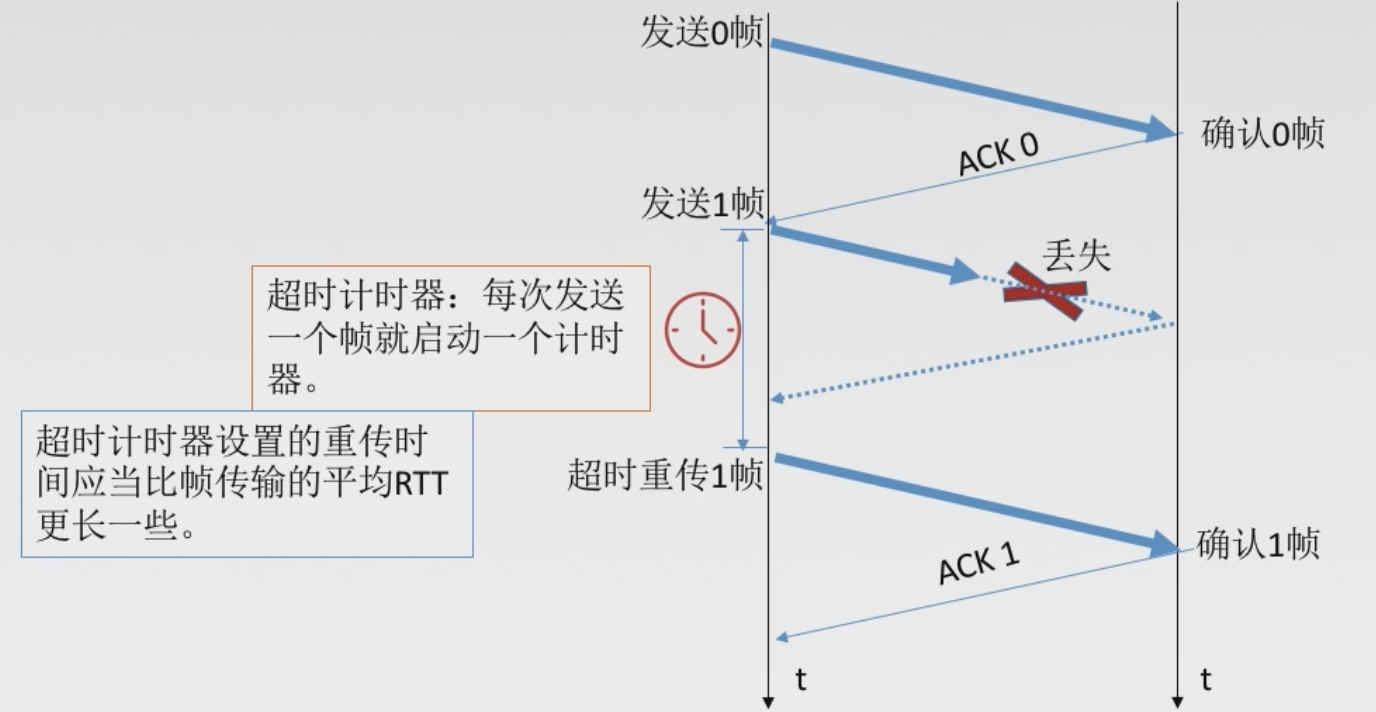 发送0帧
确认0帧
ACK 0
发送1帧
丢失
超时计时器：每次发送
一个帧就启动一个计时
器。
超时计时器设置的重传时
间应当比帧传输的平均RTT
更长一些。
超时重传1帧
确认1帧
ACK 1
t
t